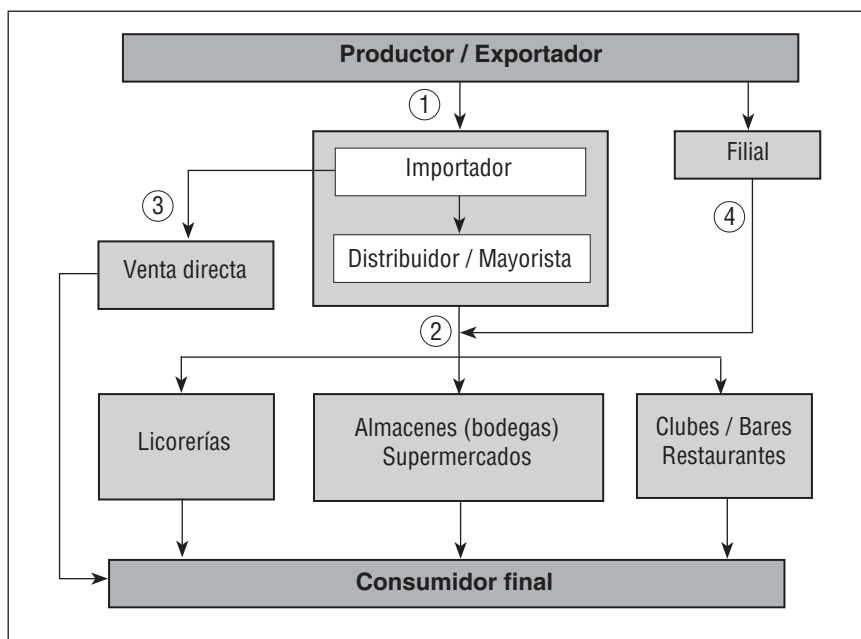 Productor / Exportador
1
Importador
Filial
3
4
Distribuidor / Mayorista
Venta directa
2
Licorerías
Almacenes (bodegas)
Supermercados
Clubes / Bares
Restaurantes
Consumidor final